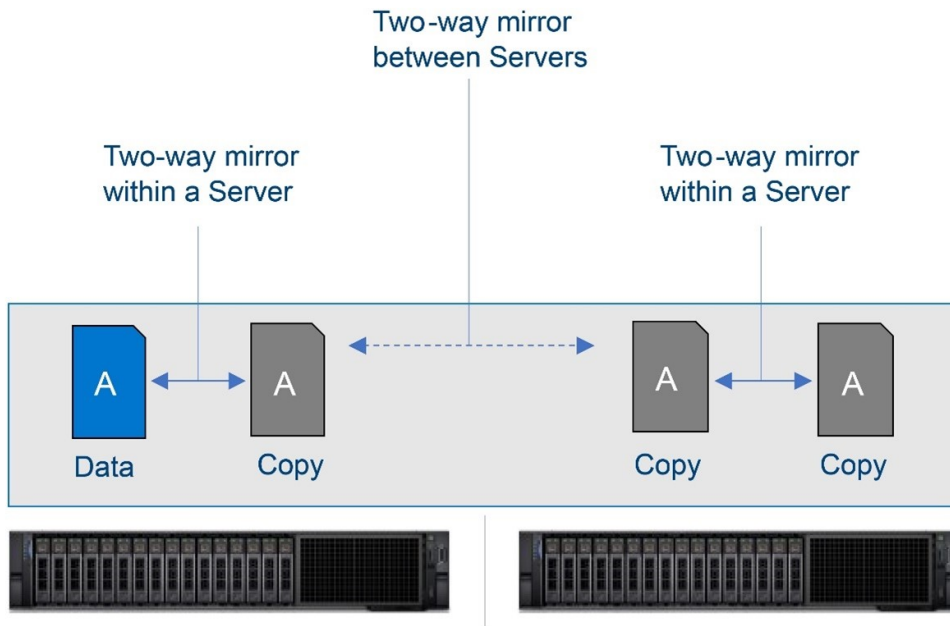 Two-way mirror
between Servers
Two-way mirror
within a Server
Two-way mirror
within a Server
A
A
A
A
Data
Copy
Copy
Copy